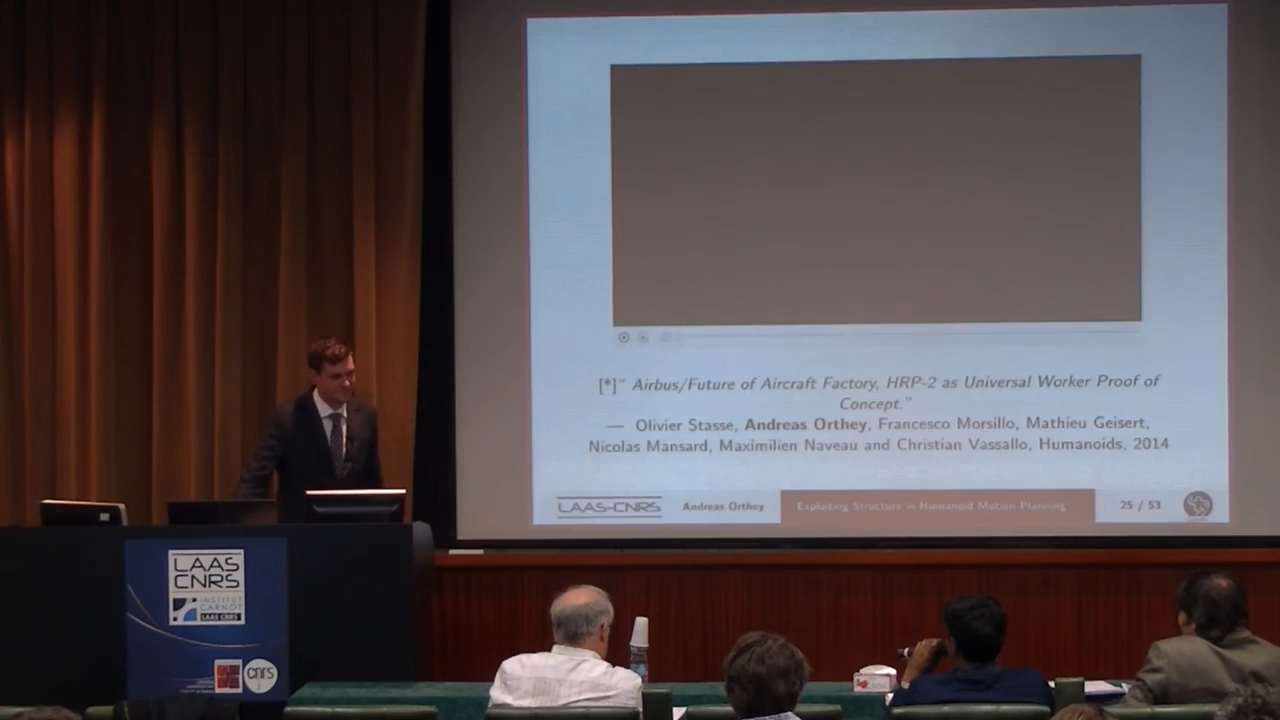 [*]“ Airbus/Future of Aircraft Factory, HRP-2 as Universal Worker Proof of
Concept.”
— Olivier Stasse, Andreas Orthey, Francesco Morsillo, Mathieu Geisert,
Nicolas Mansard, Maximilien Naveau and Christian Vassallo, Humanoids, 2014
LAAS-CNRS Andreas Orthey Exploiting Structure in Humanoid Motion Planning 25 / 53
LAAS
CNRS
INSTITUT
CARNOT
LAAS CNRS
cnrs